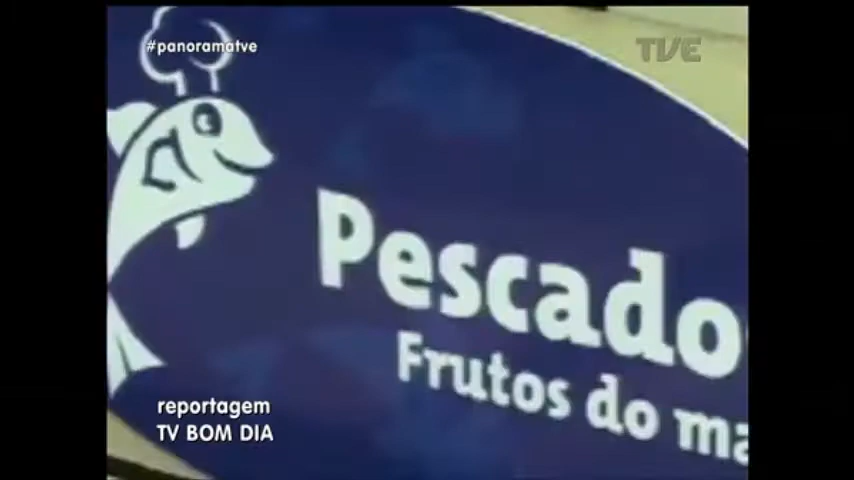 #panoramatve
TVE
Pescado
Frutos do ma
reportagem
TV BOM DIA